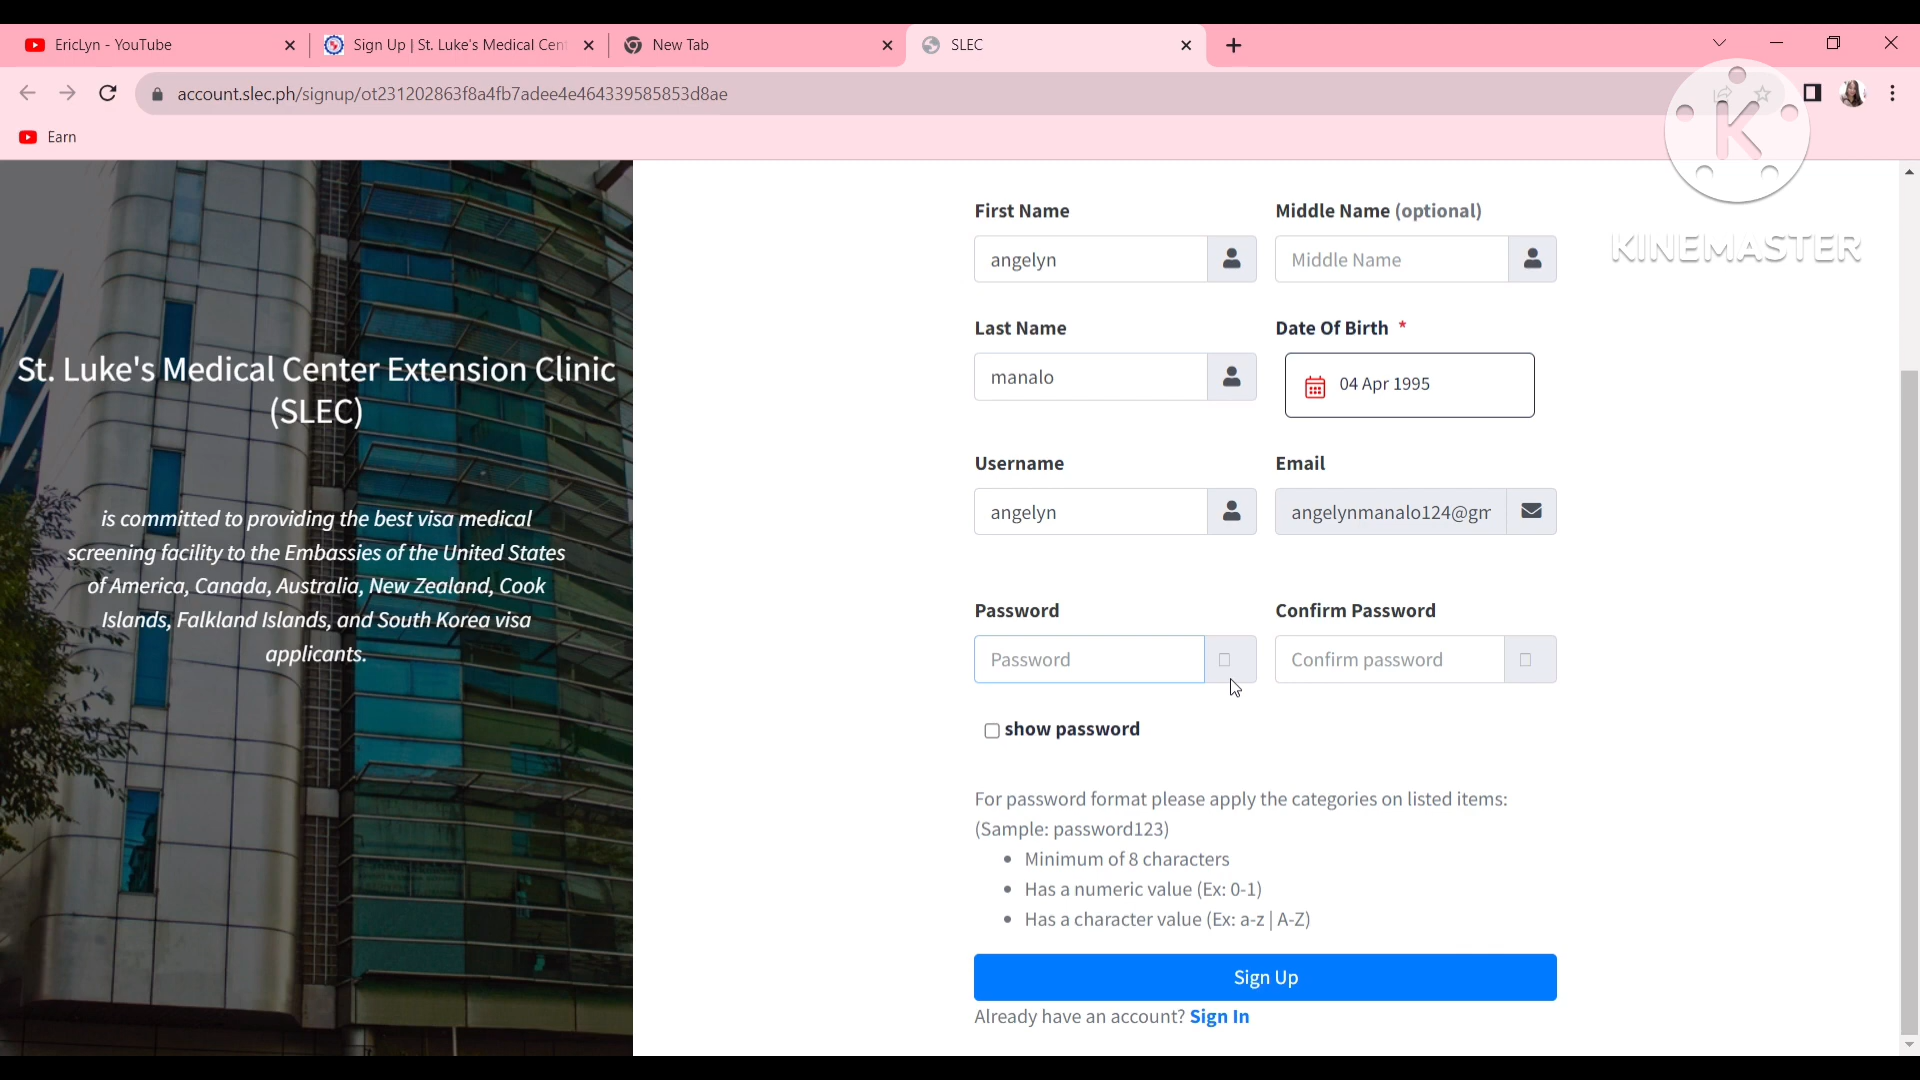 EricLyn - YouTube
Sign Up | St. Luke's Medical Cen
New Tab
SLEC
account.slec.ph/signup/ot231202863f8a4fb7adee4e464339585853d8ae
Earn
K
KINEMASTER
St. Luke's Medical Center Extension Clinic
(SLEC)
is committed to providing the best visa medical
screening facility to the Embassies of the United States
of America, Canada, Australia, New Zealand, Cook
Islands, Falkland Islands, and South Korea visa
applicants.
First Name
Middle Name (optional)
angelyn
Middle Name
Last Name
Date Of Birth *
manalo
04 Apr 1995
Username
Email
angelyn
angelynmanalo124@gm
Password
Confirm Password
Password
Confirm password
show password
For password format please apply the categories on listed items:
(Sample: password123)
• Minimum of 8 characters
• Has a numeric value (Ex: 0-1)
• Has a character value (Ex: a-z | A-Z)
Sign Up
Already have an account? Sign In